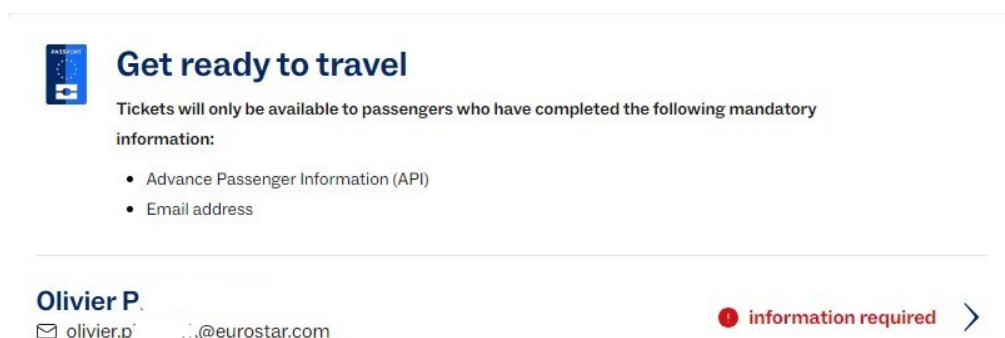 PASSPORT
Get ready to travel
Tickets will only be available to passengers who have completed the following mandatory
information:
• Advance Passenger Information (API)
• Email address
Olivier P
information required
olivier.p @eurostar.com